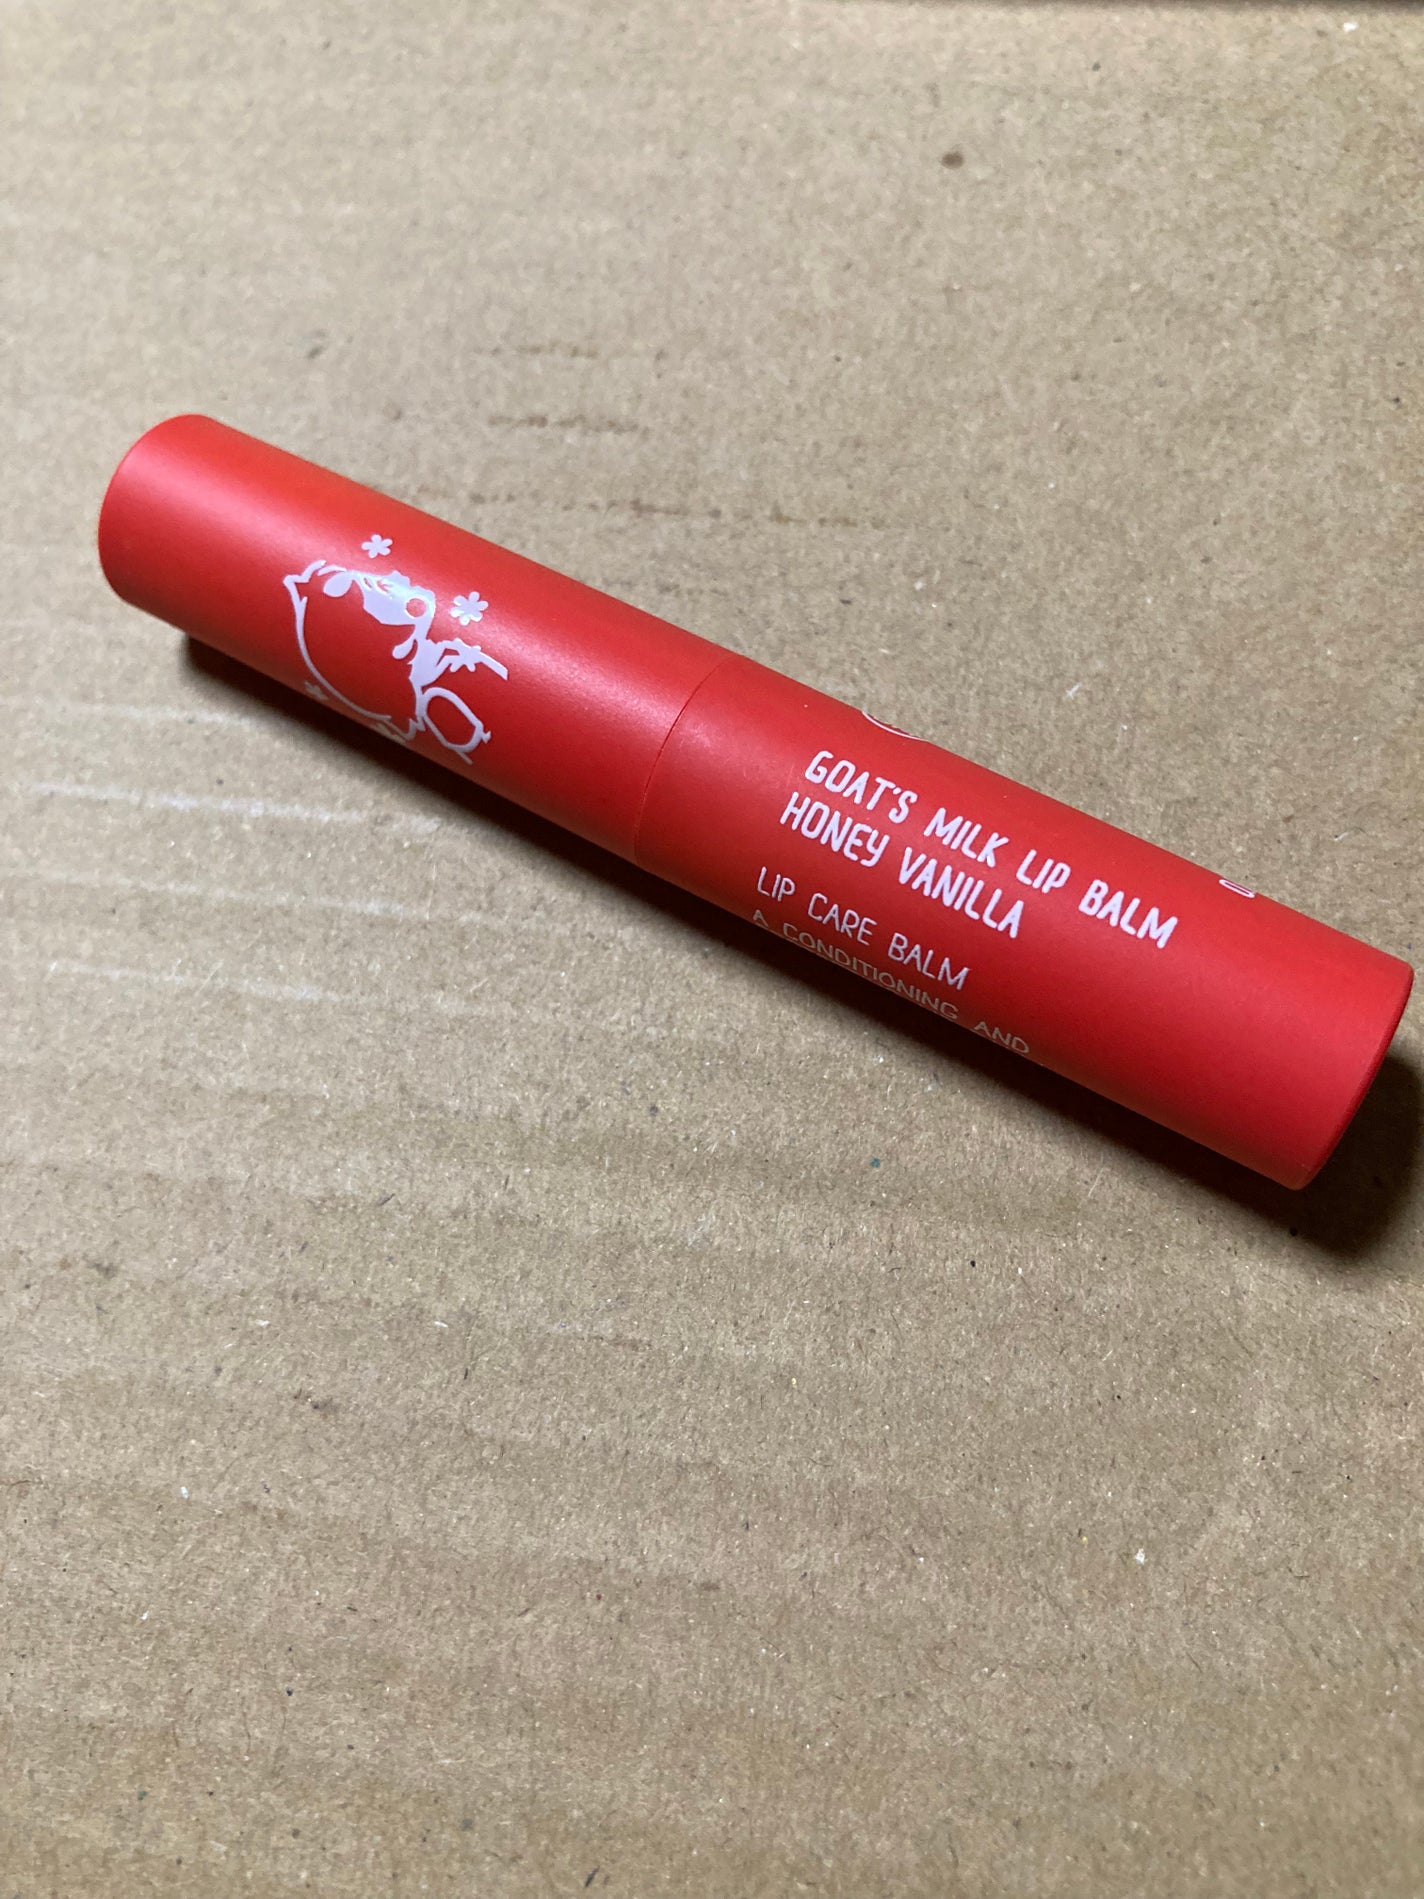 GOAT'S MILK LIP BALM
HONEY VANILLA
LIP CARE BALM
A CONDITIONING AND